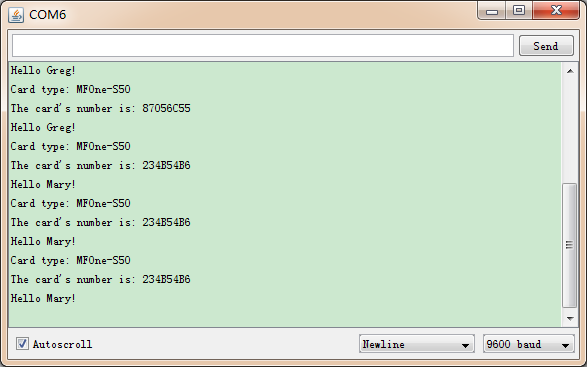 COM6
Send
Hello Greg!
Card type: MFOne-S50
The card's number is: 87056C55
Hello Greg!
Card type: MFOne-S50
The card's number is: 234B54B6
Hello Mary!
Card type: MFOne-S50
The card's number is: 234B54B6
Hello Mary!
Card type: MFOne-S50
The card's number is: 234B54B6
Hello Mary!
Autoscroll
Newline
9600 baud